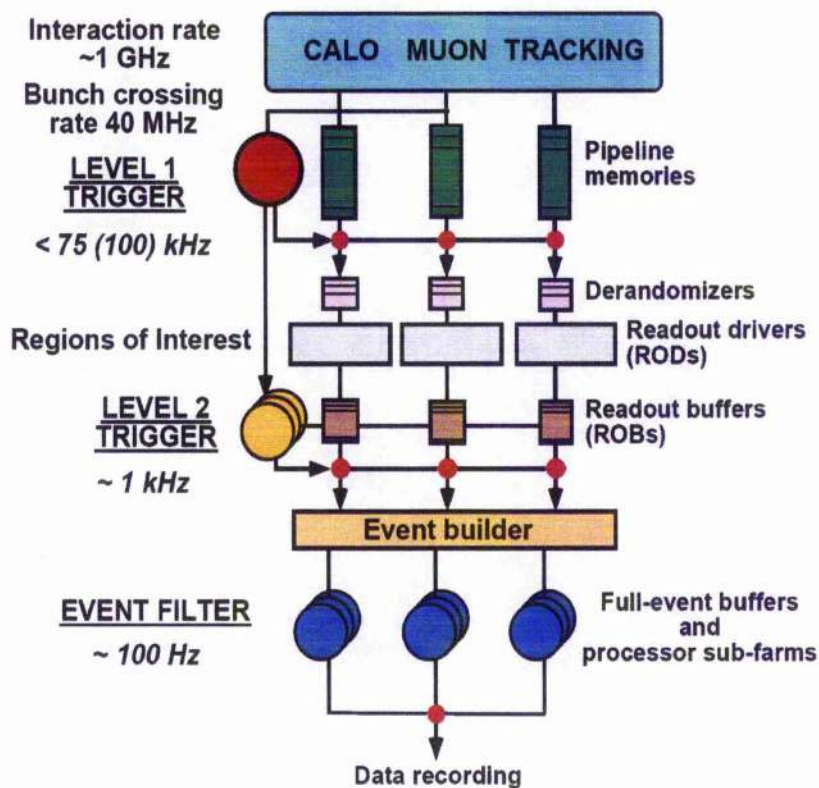 Interaction rate
~1 GHz
CALO MUON TRACKING
Bunch crossing
rate 40 MHz
Pipeline
memories
LEVEL 1
TRIGGER
< 75 (100) kHz
Derandomizers
Regions of Interest
Readout drivers
(RODs)
LEVEL 2
TRIGGER
Readout buffers
(ROBs)
~ 1 kHz
Event builder
EVENT FILTER
~ 100 Hz
Full-event buffers
and
processor sub-farms
Data recording